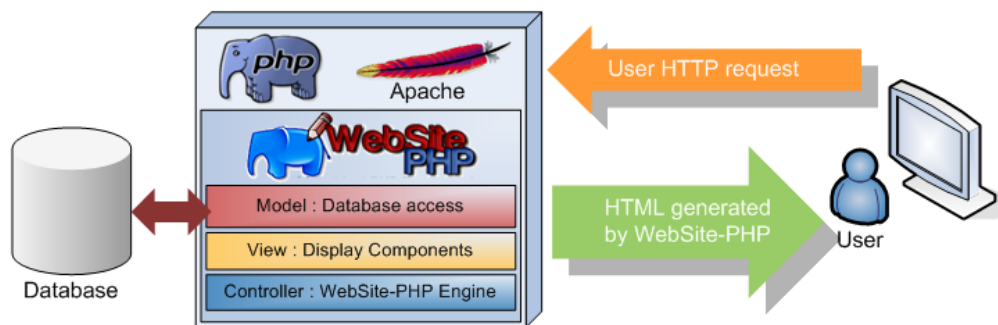 php
Apache
WebSite
PHP
Model : Database access
View : Display Components
Controller : WebSite-PHP Engine
Database
User HTTP request
HTML generated
by WebSite-PHP
User